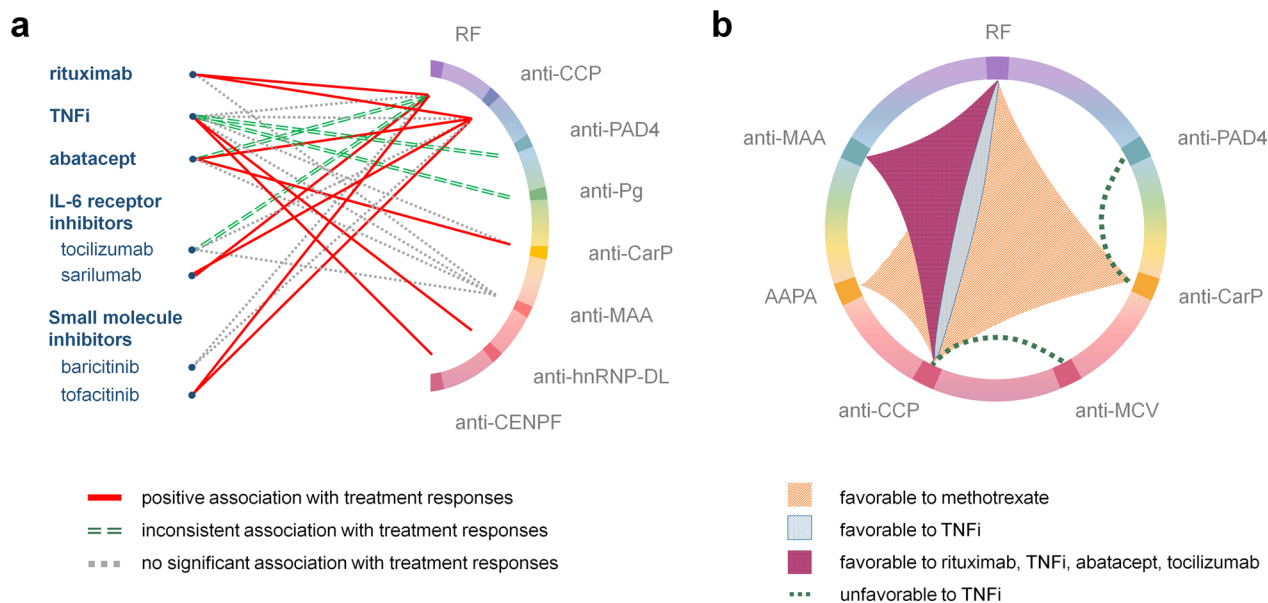 a
rituximab
TNFi
abatacept
IL-6 receptor
inhibitors
tocilizumab
sarilumab
Small molecule
inhibitors
baricitinib
tofacitinib
RF
anti-CCP
anti-PAD4
anti-Pg
anti-CarP
anti-MAA
anti-hnRNP-DL
anti-CENPF
positive association with treatment responses
inconsistent association with treatment responses
no significant association with treatment responses
b
RF
anti-MAA
anti-PAD4
AAPA
anti-CarP
anti-CCP
anti-MCV
favorable to methotrexate
favorable to TNFi
favorable to rituximab, TNFi, abatacept, tocilizumab
unfavorable to TNFi